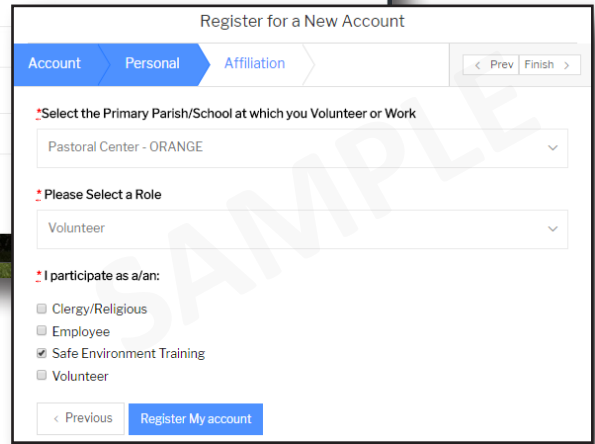 Register for a New Account
Account Personal Affiliation < Prev Finish >
*Select the Primary Parish/School at which you Volunteer or Work
Pastoral Center - ORANGE
* Please Select a Role
Volunteer
* I participate as a/an:
Clergy/Religious
Employee
Safe Environment Training
Volunteer
< Previous Register My account
SAMPLE